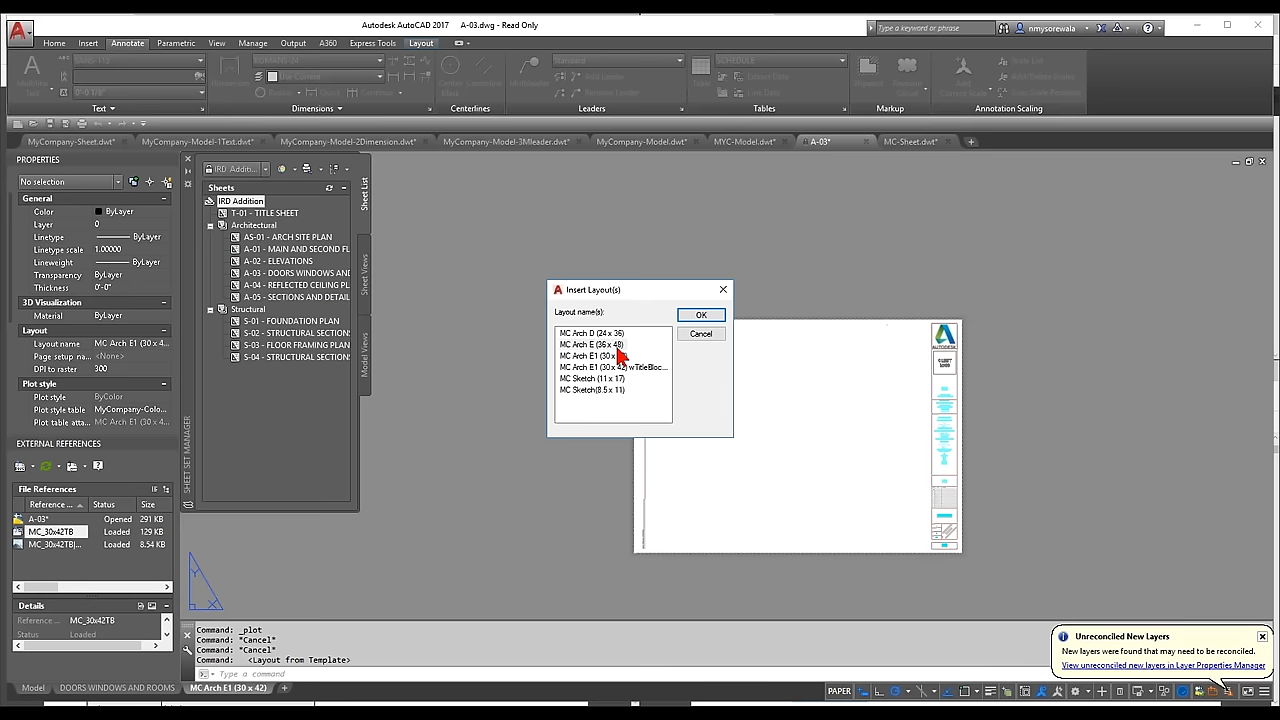 Autodesk AutoCAD 2017 A-03.dwg - Read Only
Type a keyword or phrase
nmysorewala
Home Insert Annotate Parametric View Manage Output A360 Express Tools Layout
Standard
SCHEDULE
Use Current
Text Dimensions Centerlines Leaders Tables Markup Annotation Scaling
MyCompany-Sheet.dwt* MyCompany-Model-1Text.dwt* MyCompany-Model-2Dimension.dwt* MyCompany-Model-3Mleader.dwt* MyCompany-Model.dwt* MYC-Model.dwt* A-03* MC-Sheet.dwt*
PROPERTIES
No selection
General
Color ByLayer
Layer 0
Linetype ByLayer
Linetype scale 1.00000
Lineweight ByLayer
Transparency ByLayer
Thickness 0'-0"
3D Visualization
Material ByLayer
Layout
Layout name MC Arch E1 (30 x 4...
Page setup na... <None>
DPI to raster 300
Plot style
Plot style ByColor
Plot style table MyCompany-Colo...
Plot table atta... MC Arch E1 (30 x 4...
EXTERNAL REFERENCES
File References
Reference ... Status Size
A-03* Opened 291 KB
MC_30x42TB Loaded 129 KB
MC_30x42TB|... Loaded 8.54 KB
Details
Reference ... MC_30x42TB
Status Loaded
IRD Additi...
Sheets
IRD Addition
T-01 - TITLE SHEET
Architectural
AS-01 - ARCH SITE PLAN
A-01 - MAIN AND SECOND FL
A-02 - ELEVATIONS
A-03 - DOORS WINDOWS AND
A-04 - REFLECTED CEILING PL
A-05 - SECTIONS AND DETAIL
Structural
S-01 - FOUNDATION PLAN
S-02 - STRUCTURAL SECTION
S-03 - FLOOR FRAMING PLAN
S-04 - STRUCTURAL SECTION
Sheet List
Sheet Views
Model Views
SHEET SET MANAGER
Insert Layout(s)
Layout name(s):
OK
Cancel
MC Arch D (24 x 36)
MC Arch E (36 x 48)
MC Arch E1 (30 x
MC Arch E1 (30 x 42) wTitleBloc...
MC Sketch (11 x 17)
MC Sketch(8.5 x 11)
AUTODESK
Y
X
Command: _plot
Command: *Cancel*
Command: *Cancel*
Command: <Layout from Template>
Type a command
Unreconciled New Layers
New layers were found that may need to be reconciled.
View unreconciled new layers in Layer Properties Manager
Model DOORS WINDOWS AND ROOMS MC Arch E1 (30 x 42) +
PAPER